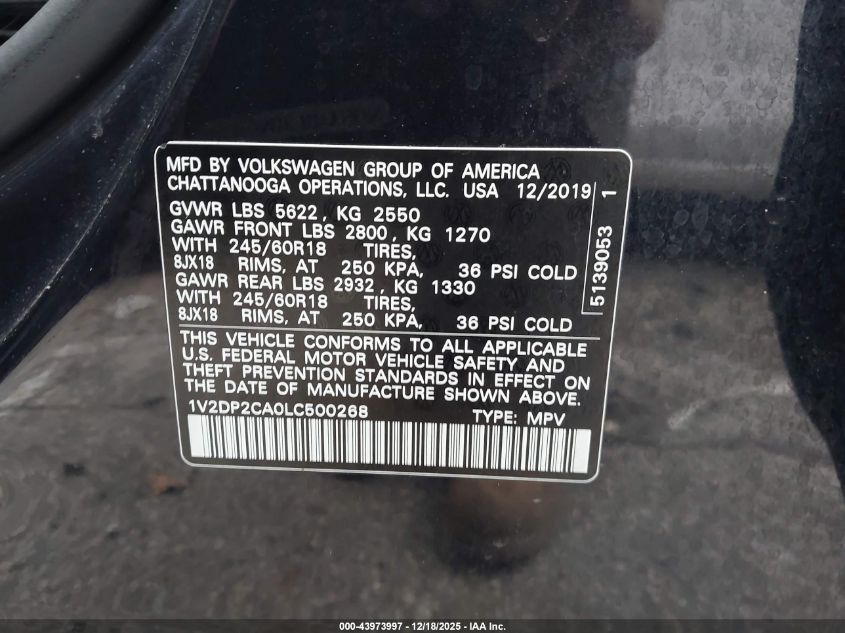 MFD BY VOLKSWAGEN GROUP OF AMERICA
CHATTANOOGA OPERATIONS, LLC. USA 12/2019
GVWR LBS 5622, KG 2550
GAWR FRONT LBS 2800, KG 1270
WITH 245/60R18 TIRES,
8JX18 RIMS, AT 250 KPA, 36 PSI COLD
GAWR REAR LBS 2932, KG 1330
WITH 245/60R18 TIRES,
8JX18 RIMS, AT 250 KPA, 36 PSI COLD
5139053 1
THIS VEHICLE CONFORMS TO ALL APPLICABLE
U.S. FEDERAL MOTOR VEHICLE SAFETY AND
THEFT PREVENTION STANDARDS IN EFFECT ON
THE DATE OF MANUFACTURE SHOWN ABOVE.
1V2DP2CA0LC500268 TYPE: MPV
000-43973997 - 12/18/2025 - IAA Inc.